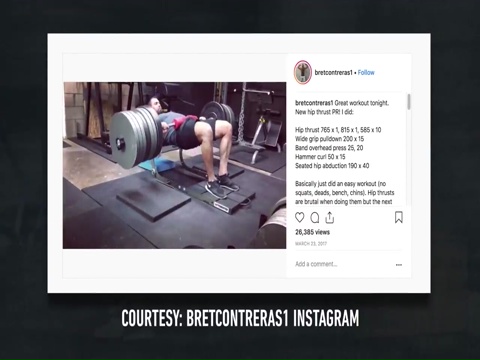 bretcontreras1 • Follow
bretcontreras1 Great workout tonight.
New hip thrust PR! I did:
Hip thrust 765 x 1, 815 x 1, 585 x 10
Wide grip pulldown 200 x 15
Band overhead press 25, 20
Hammer curl 50 x 15
Seated hip abduction 190 x 40
Basically just did an easy workout (no
squats, deads, bench, chins). Hip thrusts
are brutal when doing them but the next
26,385 views
MARCH 23, 2017
Add a comment...
COURTESY: BRETCONTRERAS1 INSTAGRAM